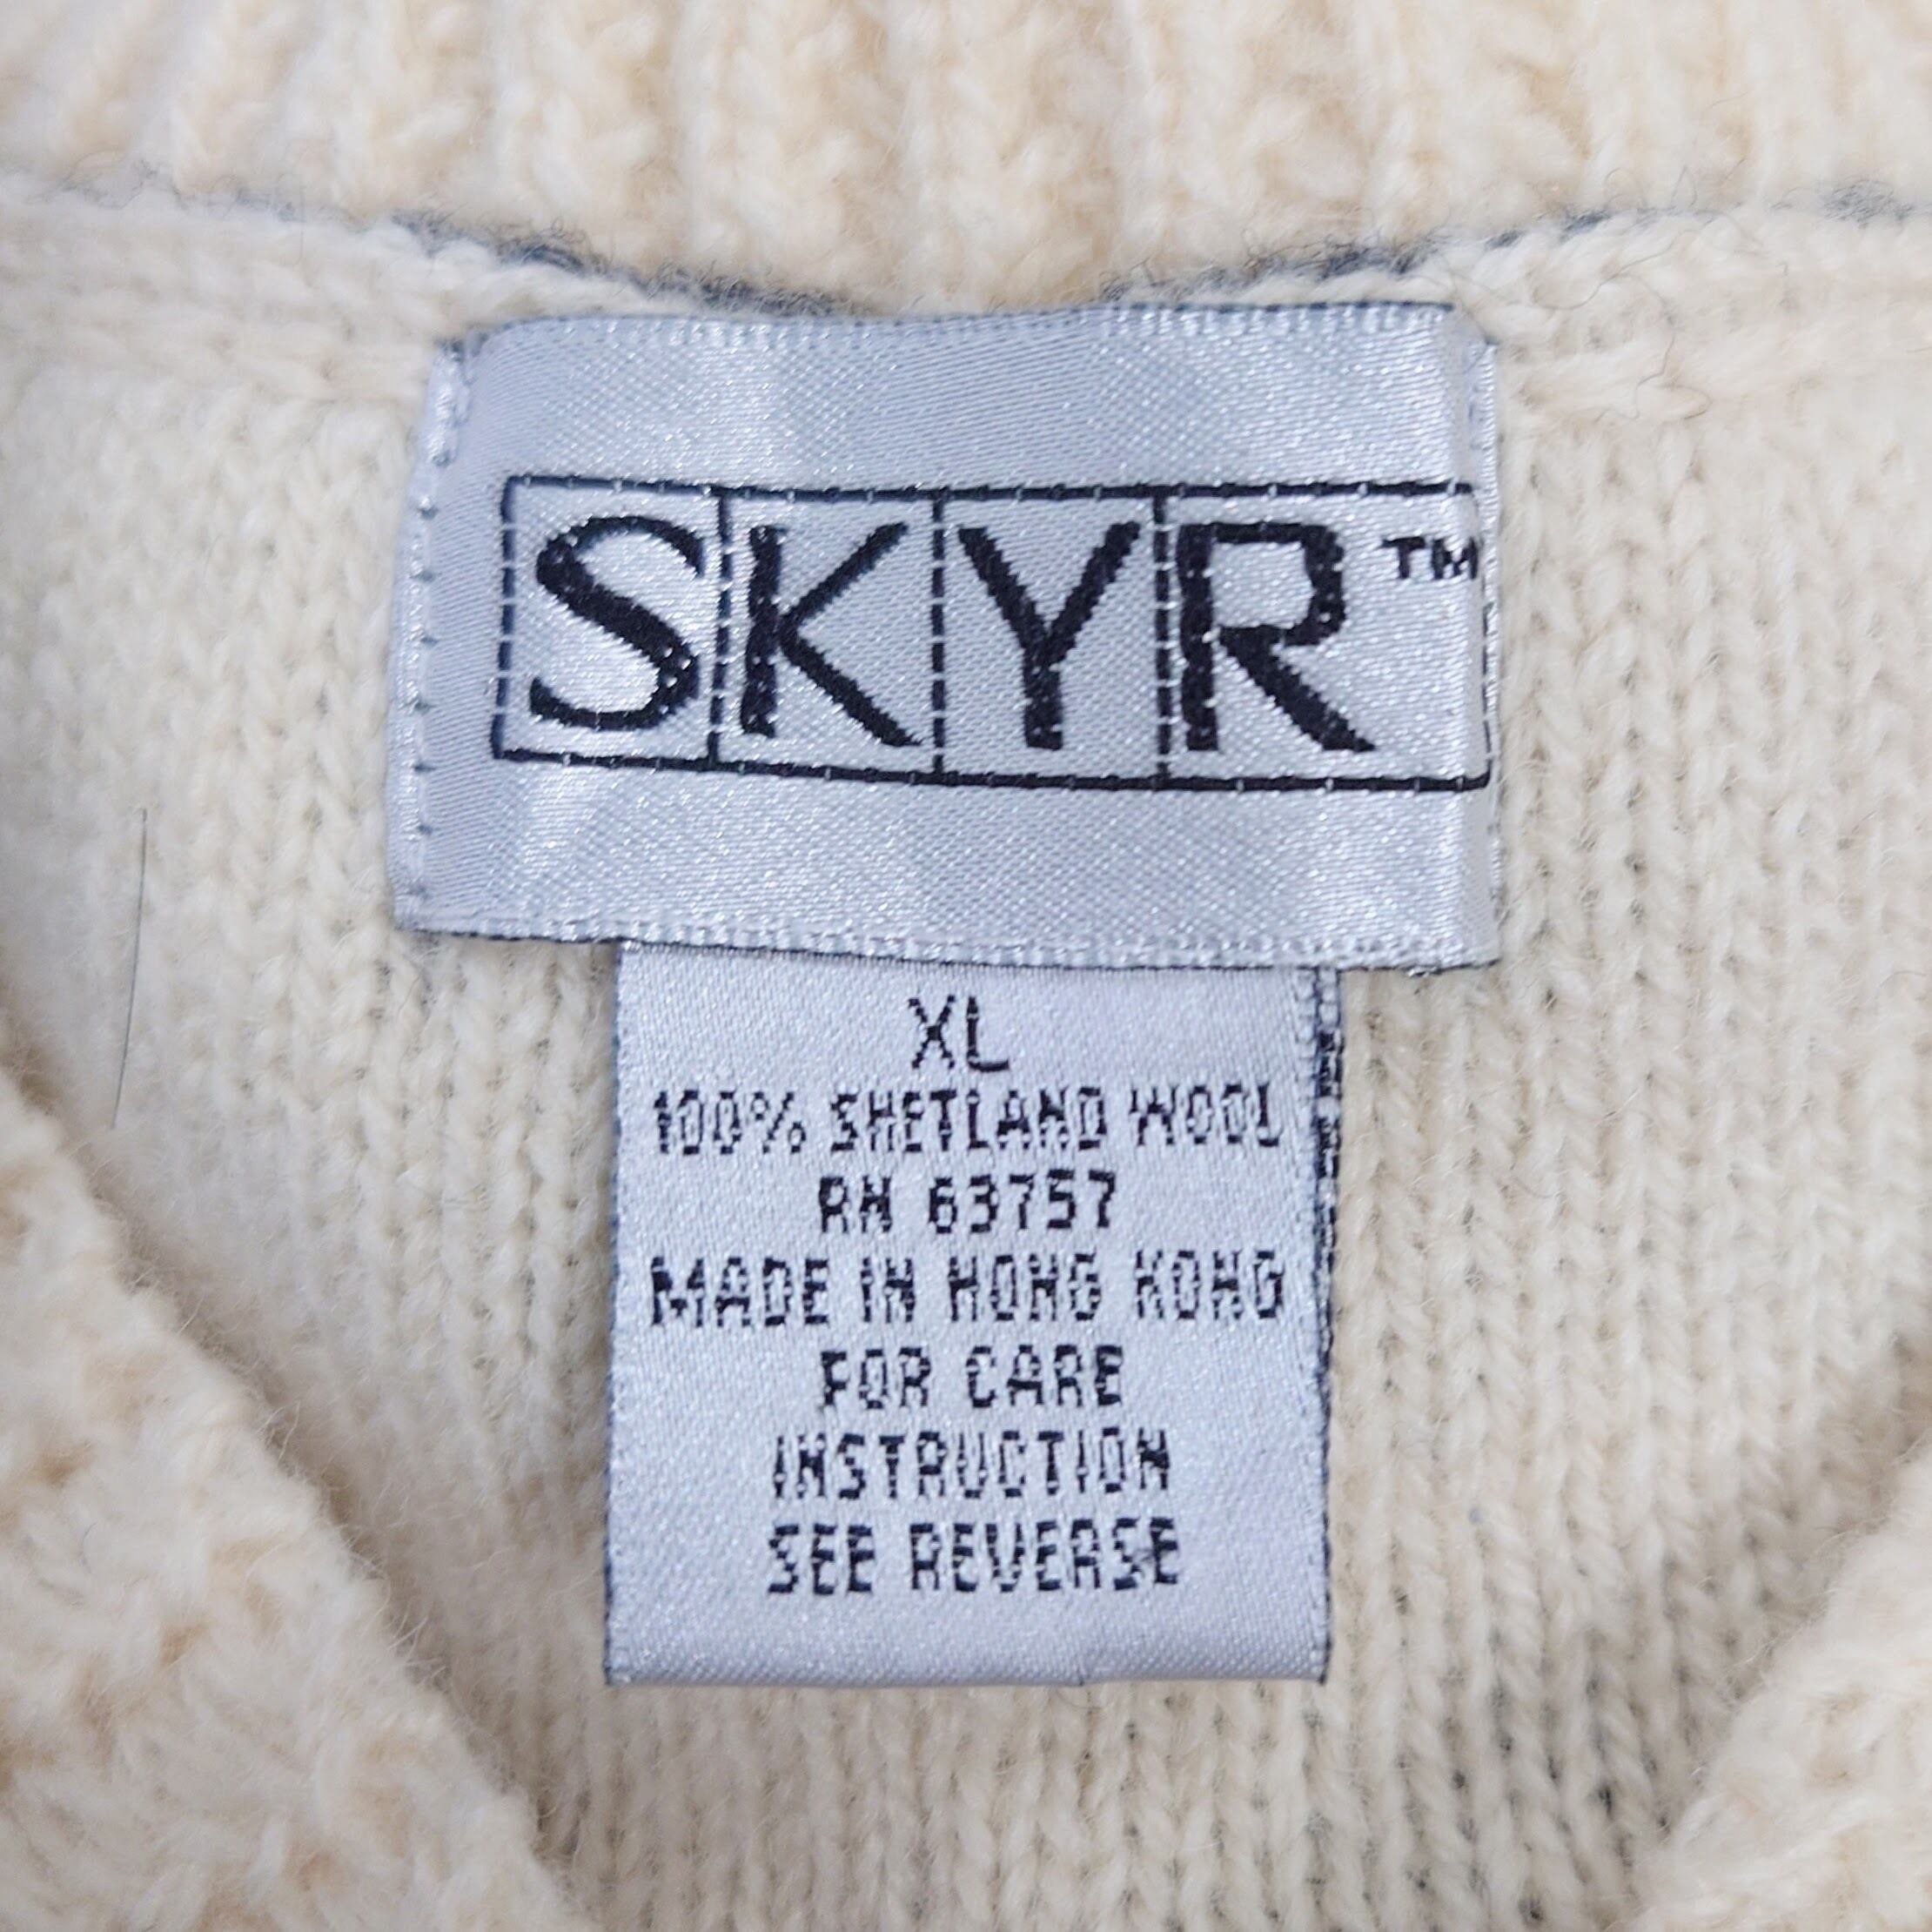 SKYR™
XL
100% SHETLAND WOOL
RN 63757
MADE IN HONG KONG
FOR CARE
INSTRUCTION
SEE REVERSE